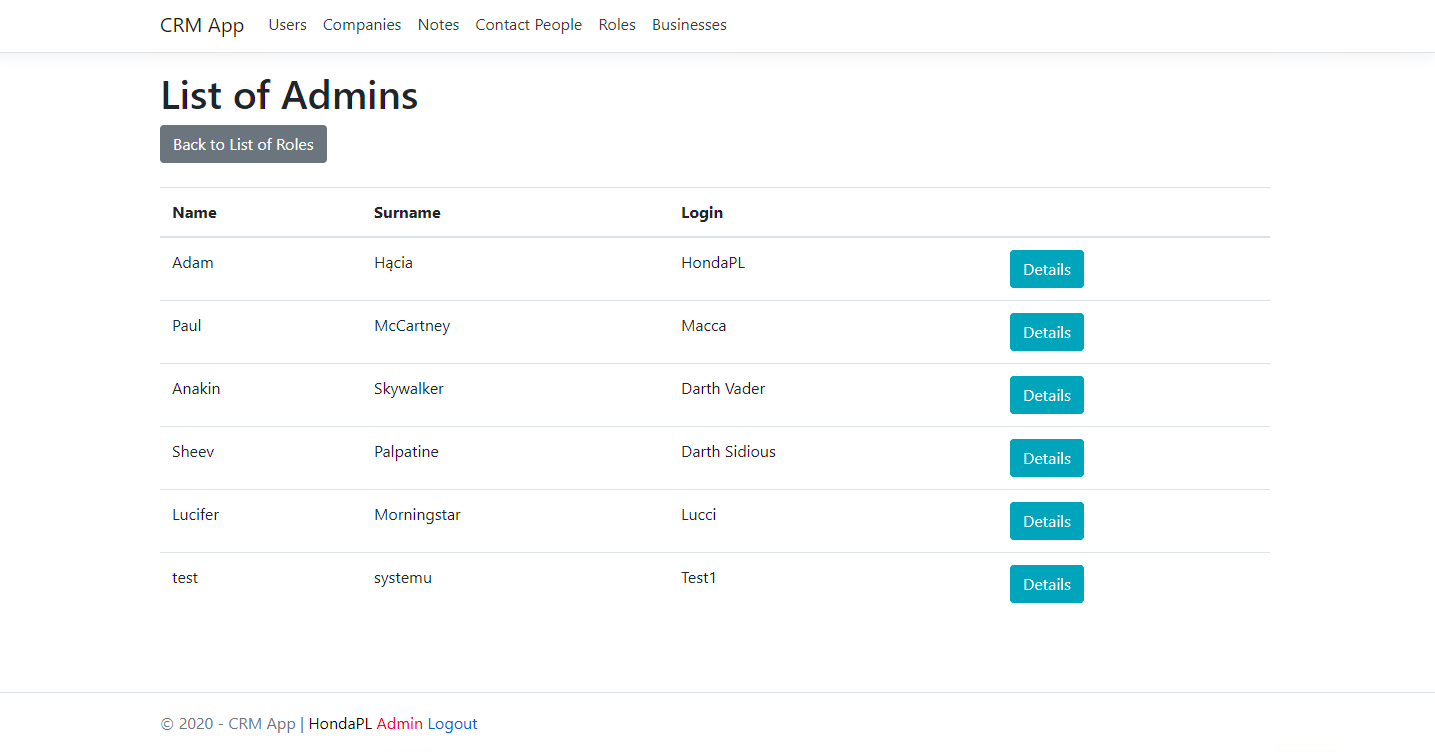 CRM App Users Companies Notes Contact People Roles Businesses
List of Admins
Back to List of Roles
Name Surname Login
Adam Hącia HondaPL Details
Paul McCartney Macca Details
Anakin Skywalker Darth Vader Details
Sheev Palpatine Darth Sidious Details
Lucifer Morningstar Lucci Details
test systemu Test1 Details
© 2020 - CRM App | HondaPL Admin Logout